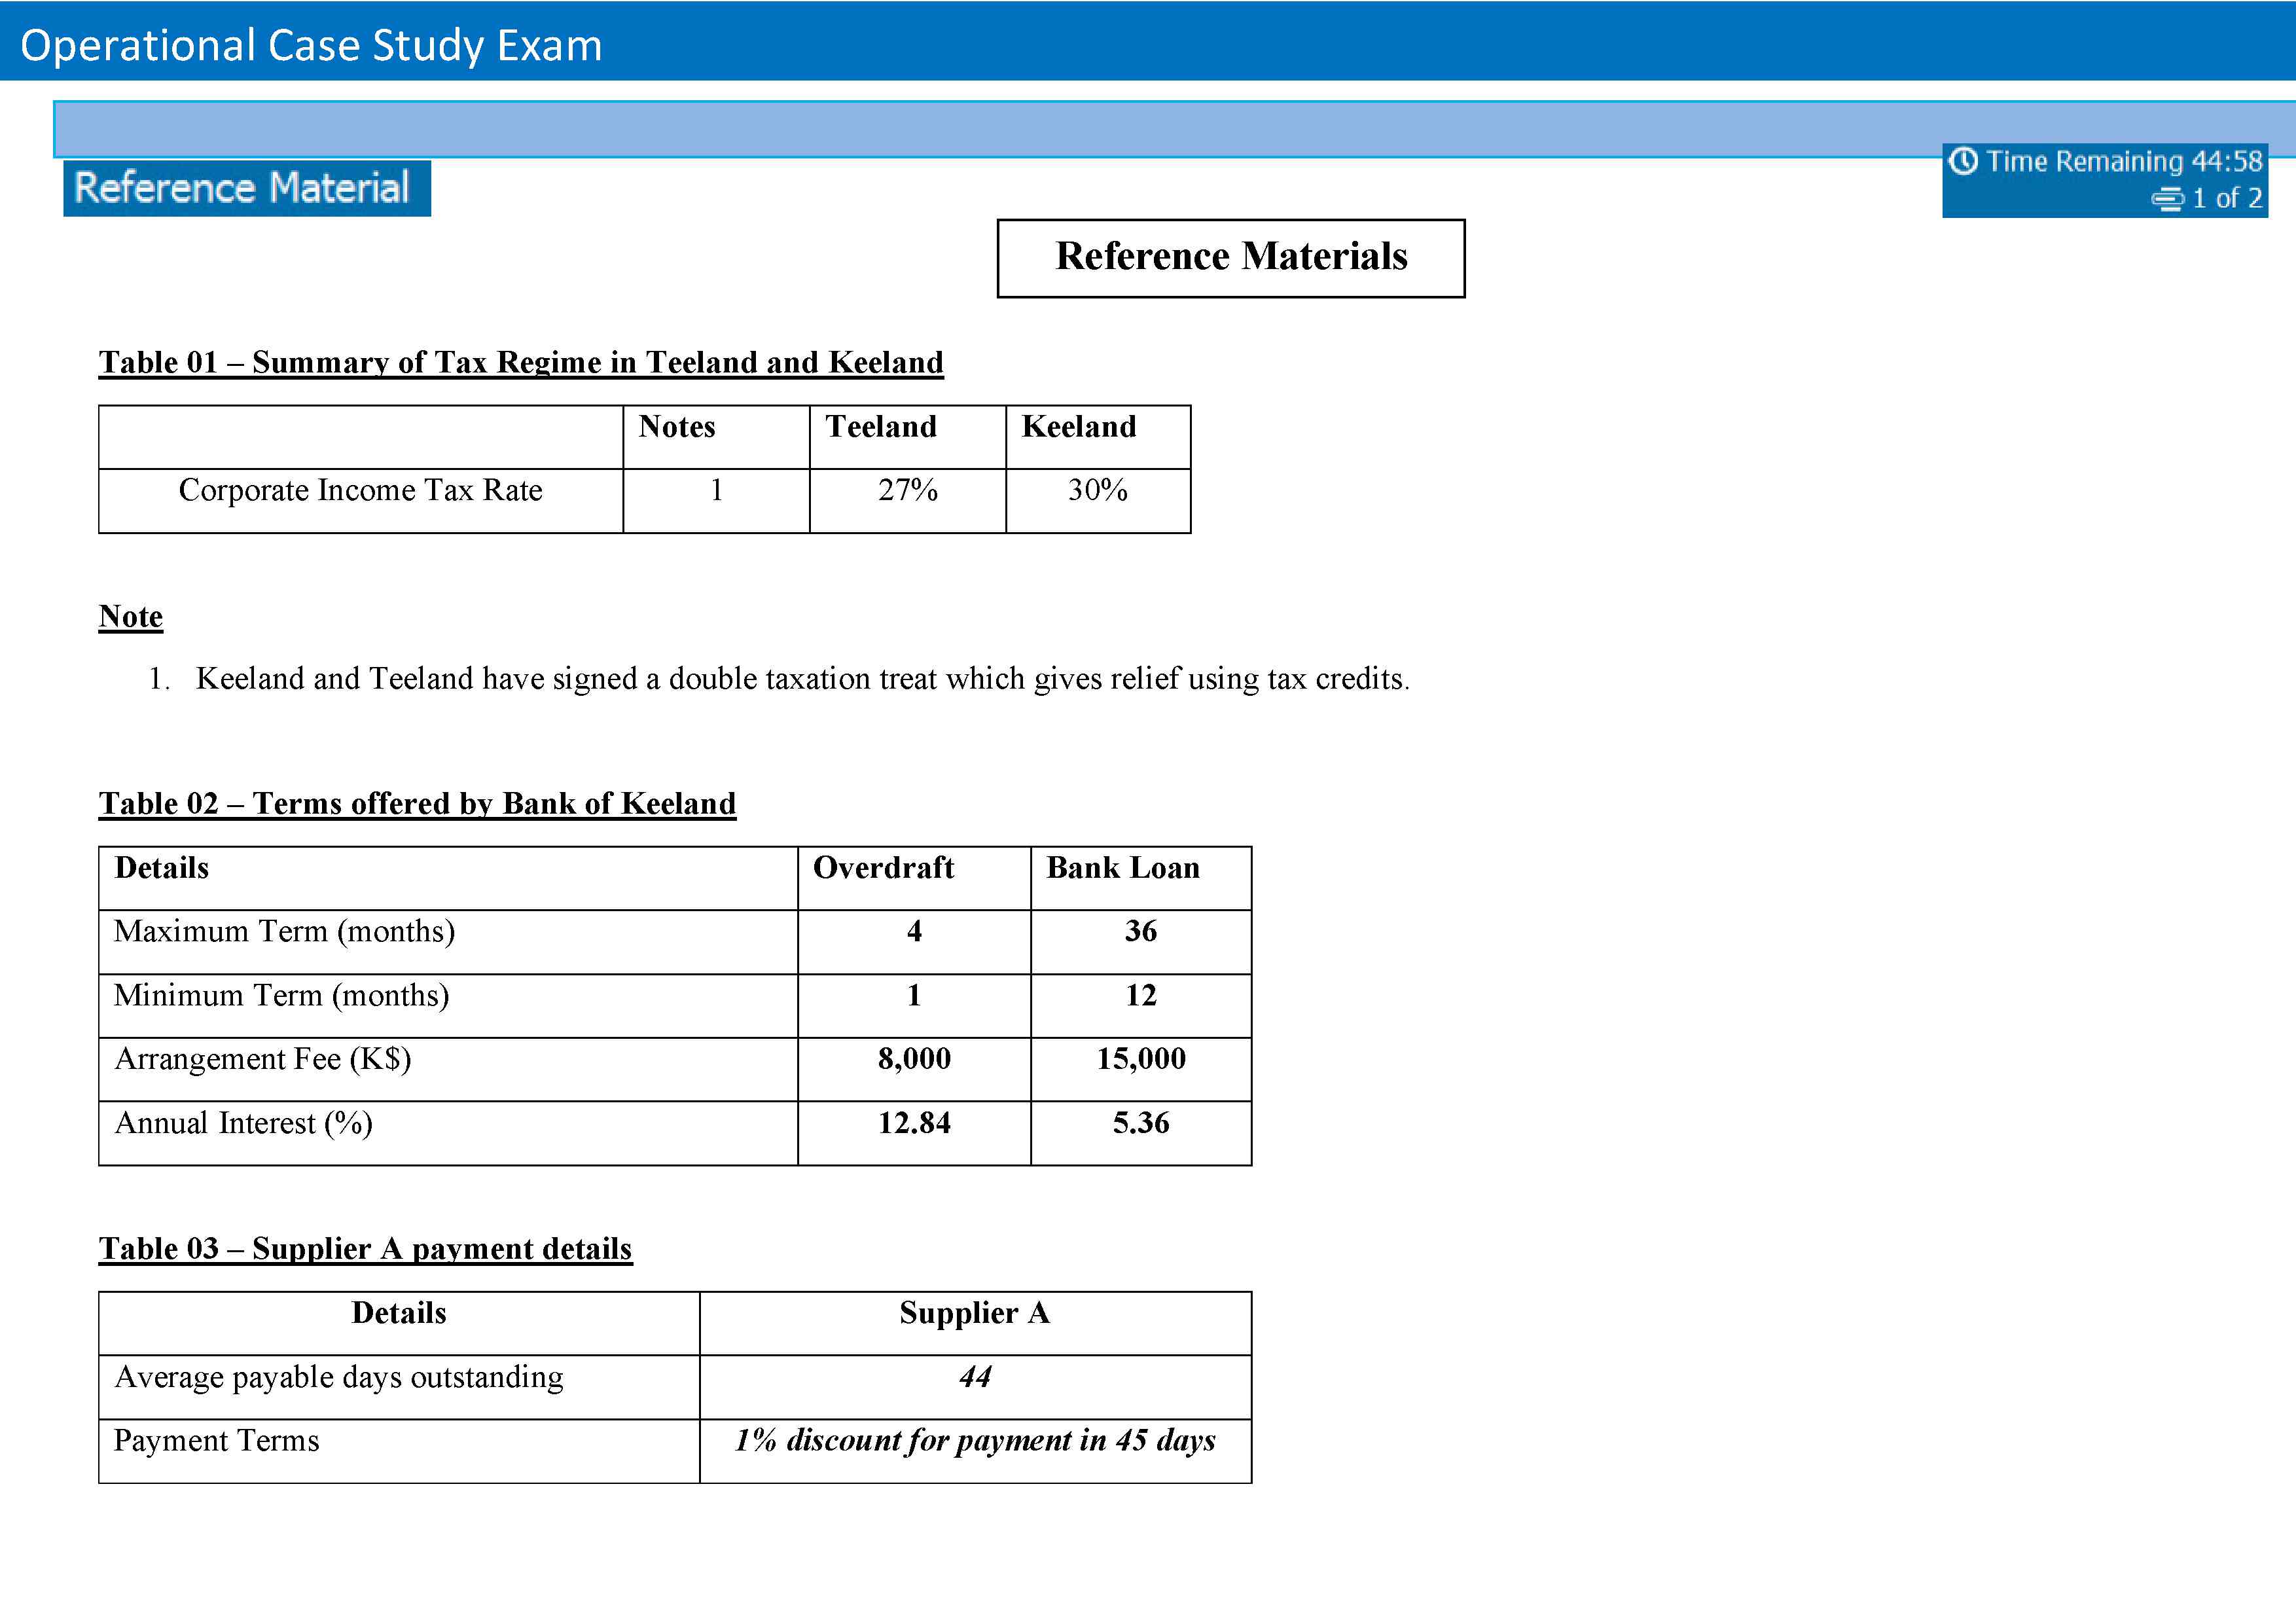 Operational Case Study Exam
Time Remaining 44:58
1 of 2
Reference Material
Reference Materials
Table 01 – Summary of Tax Regime in Teeland and Keeland
Notes Teeland Keeland
Corporate Income Tax Rate 1 27% 30%
Note
1. Keeland and Teeland have signed a double taxation treat which gives relief using tax credits.
Table 02 – Terms offered by Bank of Keeland
Details Overdraft Bank Loan
Maximum Term (months) 4 36
Minimum Term (months) 1 12
Arrangement Fee (K$) 8,000 15,000
Annual Interest (%) 12.84 5.36
Table 03 – Supplier A payment details
Details Supplier A
Average payable days outstanding 44
Payment Terms 1% discount for payment in 45 days